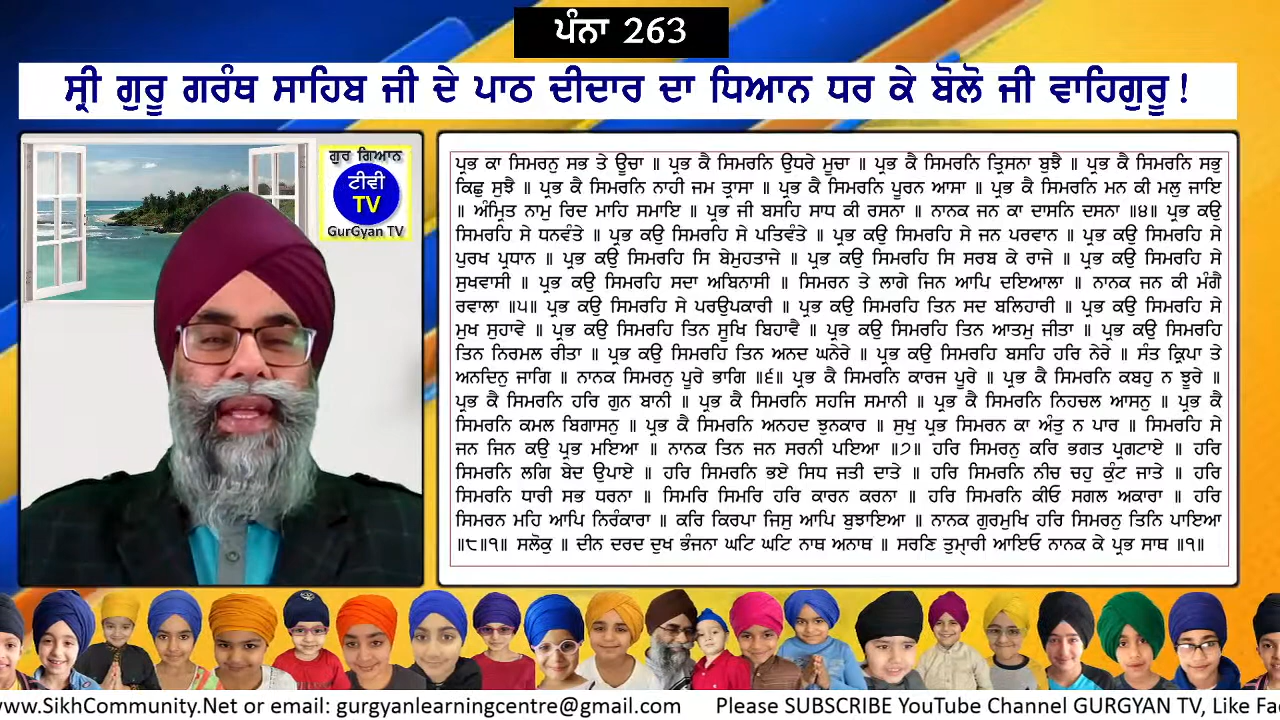 ਪੰਨਾ 263
ਸ੍ਰੀ ਗੁਰੂ ਗਰੰਥ ਸਾਹਿਬ ਜੀ ਦੇ ਪਾਠ ਦੀਦਾਰ ਦਾ ਧਿਆਨ ਧਰ ਕੇ ਬੋਲੋ ਜੀ ਵਾਹਿਗੁਰੂ!
ਗੁਰ ਗਿਆਨ
ਟੀਵੀ
TV
GurGyan TV
ਪ੍ਰਭ ਕਾ ਸਿਮਰਨੁ ਸਭ ਤੇ ਊਚਾ ॥ ਪ੍ਰਭ ਕੈ ਸਿਮਰਨਿ ਉਧਰੇ ਮੂਚਾ ॥ ਪ੍ਰਭ ਕੈ ਸਿਮਰਨਿ ਤ੍ਰਿਸਨਾ ਬੁਝੈ ॥ ਪ੍ਰਭ ਕੈ ਸਿਮਰਨਿ ਸਭੁ
ਕਿਛੁ ਸੁਝੈ ॥ ਪ੍ਰਭ ਕੈ ਸਿਮਰਨਿ ਨਾਹੀ ਜਮ ਤ੍ਰਾਸਾ ॥ ਪ੍ਰਭ ਕੈ ਸਿਮਰਨਿ ਪੂਰਨ ਆਸਾ ॥ ਪ੍ਰਭ ਕੈ ਸਿਮਰਨਿ ਮਨ ਕੀ ਮਲੁ ਜਾਇ
॥ ਅੰਮ੍ਰਿਤ ਨਾਮੁ ਰਿਦ ਮਾਹਿ ਸਮਾਇ ॥ ਪ੍ਰਭ ਜੀ ਬਸਹਿ ਸਾਧ ਕੀ ਰਸਨਾ ॥ ਨਾਨਕ ਜਨ ਕਾ ਦਾਸਨਿ ਦਸਨਾ ॥੪॥ ਪ੍ਰਭ ਕਉ
ਸਿਮਰਹਿ ਸੇ ਧਨਵੰਤੇ ॥ ਪ੍ਰਭ ਕਉ ਸਿਮਰਹਿ ਸੇ ਪਤਿਵੰਤੇ ॥ ਪ੍ਰਭ ਕਉ ਸਿਮਰਹਿ ਸੇ ਜਨ ਪਰਵਾਨ ॥ ਪ੍ਰਭ ਕਉ ਸਿਮਰਹਿ ਸੇ
ਪੁਰਖ ਪ੍ਰਧਾਨ ॥ ਪ੍ਰਭ ਕਉ ਸਿਮਰਹਿ ਸਿ ਬੇਮੁਹਤਾਜੇ ॥ ਪ੍ਰਭ ਕਉ ਸਿਮਰਹਿ ਸਿ ਸਰਬ ਕੇ ਰਾਜੇ ॥ ਪ੍ਰਭ ਕਉ ਸਿਮਰਹਿ ਸੇ
ਸੁਖਵਾਸੀ ॥ ਪ੍ਰਭ ਕਉ ਸਿਮਰਹਿ ਸਦਾ ਅਬਿਨਾਸੀ ॥ ਸਿਮਰਨ ਤੇ ਲਾਗੇ ਜਿਨ ਆਪਿ ਦਇਆਲਾ ॥ ਨਾਨਕ ਜਨ ਕੀ ਮੰਗੈ
ਰਵਾਲਾ ॥੫॥ ਪ੍ਰਭ ਕਉ ਸਿਮਰਹਿ ਸੇ ਪਰਉਪਕਾਰੀ ॥ ਪ੍ਰਭ ਕਉ ਸਿਮਰਹਿ ਤਿਨ ਸਦ ਬਲਿਹਾਰੀ ॥ ਪ੍ਰਭ ਕਉ ਸਿਮਰਹਿ ਸੇ
ਮੁਖ ਸੁਹਾਵੇ ॥ ਪ੍ਰਭ ਕਉ ਸਿਮਰਹਿ ਤਿਨ ਸੂਖਿ ਬਿਹਾਵੈ ॥ ਪ੍ਰਭ ਕਉ ਸਿਮਰਹਿ ਤਿਨ ਆਤਮੁ ਜੀਤਾ ॥ ਪ੍ਰਭ ਕਉ ਸਿਮਰਹਿ
ਤਿਨ ਨਿਰਮਲ ਰੀਤਾ ॥ ਪ੍ਰਭ ਕਉ ਸਿਮਰਹਿ ਤਿਨ ਅਨਦ ਘਨੇਰੇ ॥ ਪ੍ਰਭ ਕਉ ਸਿਮਰਹਿ ਬਸਹਿ ਹਰਿ ਨੇਰੇ ॥ ਸੰਤ ਕ੍ਰਿਪਾ ਤੇ
ਅਨਦਿਨੁ ਜਾਗਿ ॥ ਨਾਨਕ ਸਿਮਰਨੁ ਪੂਰੇ ਭਾਗਿ ॥੬॥ ਪ੍ਰਭ ਕੈ ਸਿਮਰਨਿ ਕਾਰਜ ਪੂਰੇ ॥ ਪ੍ਰਭ ਕੈ ਸਿਮਰਨਿ ਕਬਹੁ ਨ ਝੂਰੇ ॥
ਪ੍ਰਭ ਕੈ ਸਿਮਰਨਿ ਹਰਿ ਗੁਨ ਬਾਨੀ ॥ ਪ੍ਰਭ ਕੈ ਸਿਮਰਨਿ ਸਹਜਿ ਸਮਾਨੀ ॥ ਪ੍ਰਭ ਕੈ ਸਿਮਰਨਿ ਨਿਹਚਲ ਆਸਨੁ ॥ ਪ੍ਰਭ ਕੈ
ਸਿਮਰਨਿ ਕਮਲ ਬਿਗਾਸਨੁ ॥ ਪ੍ਰਭ ਕੈ ਸਿਮਰਨਿ ਅਨਹਦ ਝੁਨਕਾਰ ॥ ਸੁਖੁ ਪ੍ਰਭ ਸਿਮਰਨ ਕਾ ਅੰਤੁ ਨ ਪਾਰ ॥ ਸਿਮਰਹਿ ਸੇ
ਜਨ ਜਿਨ ਕਉ ਪ੍ਰਭ ਮਇਆ ॥ ਨਾਨਕ ਤਿਨ ਜਨ ਸਰਨੀ ਪਇਆ ॥੭॥ ਹਰਿ ਸਿਮਰਨੁ ਕਰਿ ਭਗਤ ਪ੍ਰਗਟਾਏ ॥ ਹਰਿ
ਸਿਮਰਨਿ ਲਗਿ ਬੇਦ ਉਪਾਏ ॥ ਹਰਿ ਸਿਮਰਨਿ ਭਏ ਸਿਧ ਜਤੀ ਦਾਤੇ ॥ ਹਰਿ ਸਿਮਰਨਿ ਨੀਚ ਚਹੁ ਕੁੰਟ ਜਾਤੇ ॥ ਹਰਿ
ਸਿਮਰਨਿ ਧਾਰੀ ਸਭ ਧਰਨਾ ॥ ਸਿਮਰਿ ਸਿਮਰਿ ਹਰਿ ਕਾਰਨ ਕਰਨਾ ॥ ਹਰਿ ਸਿਮਰਨਿ ਕੀਓ ਸਗਲ ਅਕਾਰਾ ॥ ਹਰਿ
ਸਿਮਰਨ ਮਹਿ ਆਪਿ ਨਿਰੰਕਾਰਾ ॥ ਕਰਿ ਕਿਰਪਾ ਜਿਸੁ ਆਪਿ ਬੁਝਾਇਆ ॥ ਨਾਨਕ ਗੁਰਮੁਖਿ ਹਰਿ ਸਿਮਰਨੁ ਤਿਨਿ ਪਾਇਆ
॥੮॥੧॥ ਸਲੋਕੁ ॥ ਦੀਨ ਦਰਦ ਦੁਖ ਭੰਜਨਾ ਘਟਿ ਘਟਿ ਨਾਥ ਅਨਾਥ ॥ ਸਰਣਿ ਤੁਮ੍ਹਾਰੀ ਆਇਓ ਨਾਨਕ ਕੇ ਪ੍ਰਭ ਸਾਥ ॥੧॥
www.SikhCommunity.Net or email: gurgyanlearningcentre@gmail.com Please SUBSCRIBE YouTube Channel GURGYAN TV, Like Fa